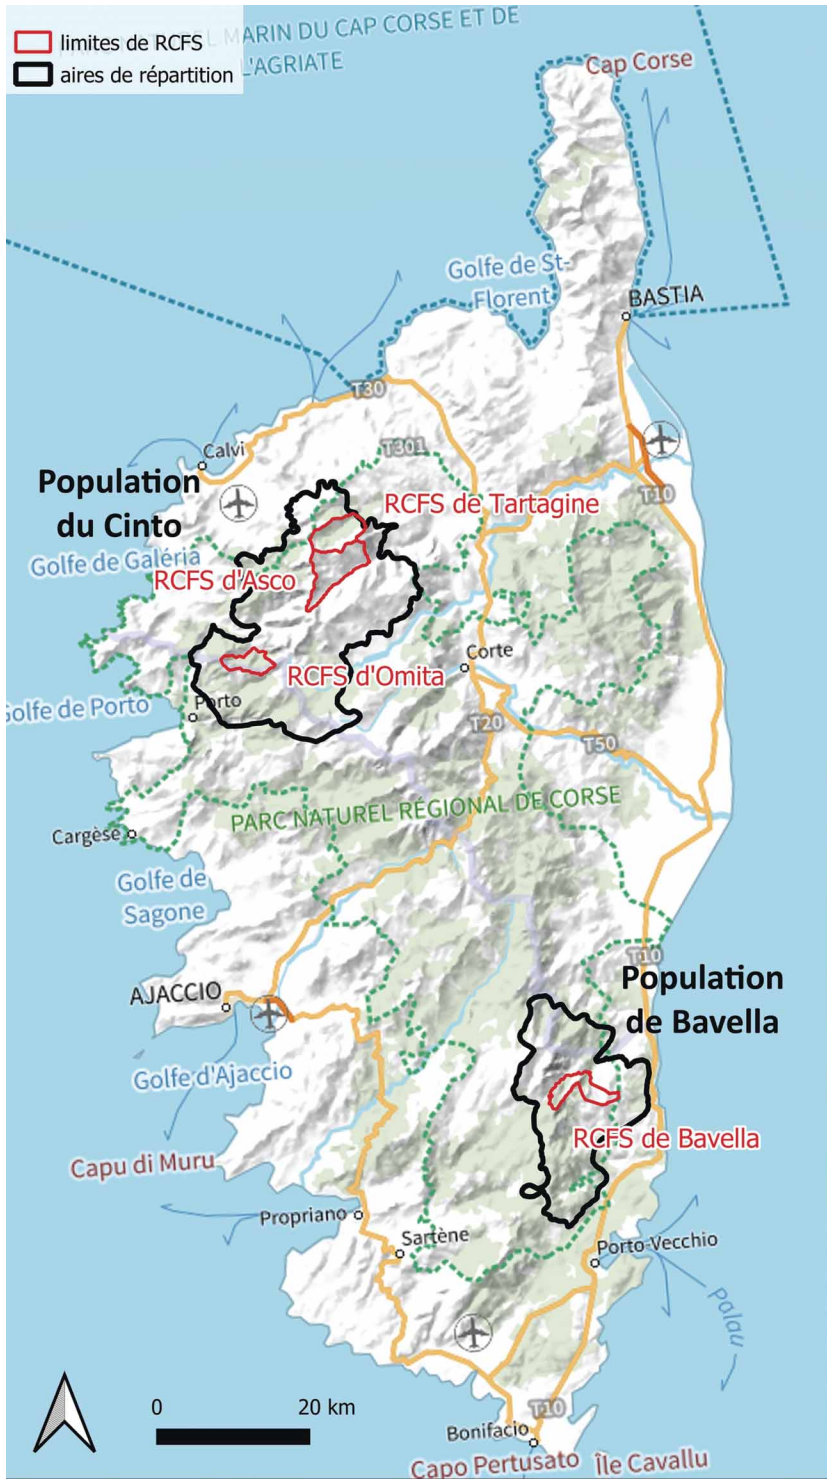 limites de RCFS
aires de répartition
EL MARIN DU CAP CORSE ET DE
L'AGRIATE
Cap Corse
Golfe de St-
Florent
BASTIA
T30
Calvi
T301
Population
du Cinto
T10
RCFS de Tartagine
Golfe de Galéria
RCFS d'Asco
Corte
RCFS d'Omita
Golfe de Porto
Porto
T20
T50
PARC NATUREL RÉGIONAL DE CORSE
Cargèse
Golfe de
Sagone
T10
Population
de Bavella
AJACCIO
Golfe d'Ajaccio
RCFS de Bavella
Capu di Muru
Propriano
Sartène
Porto-Vecchio
palau
0 20 km
T10
Bonifacio
Capo Pertusato
Île Cavallu